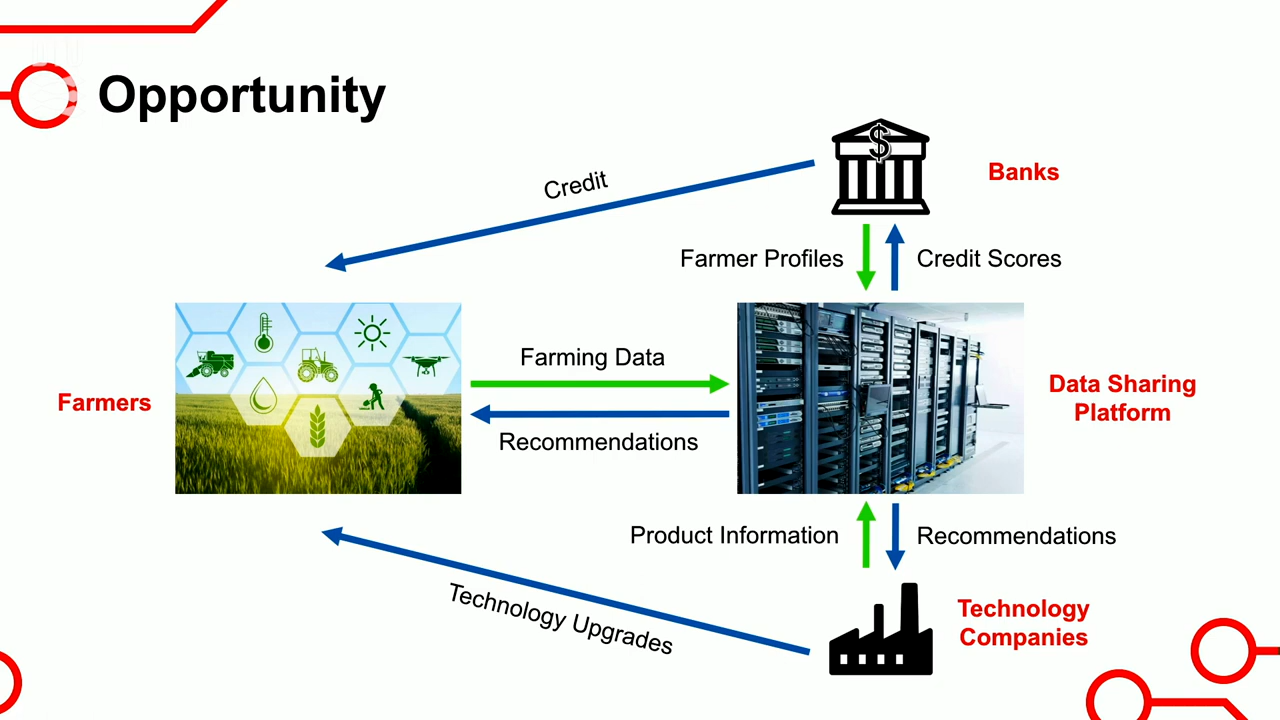 Opportunity
Banks
Credit
Farmer Profiles
Credit Scores
Farming Data
Farmers
Data Sharing
Platform
Recommendations
Product Information
Recommendations
Technology Upgrades
Technology
Companies